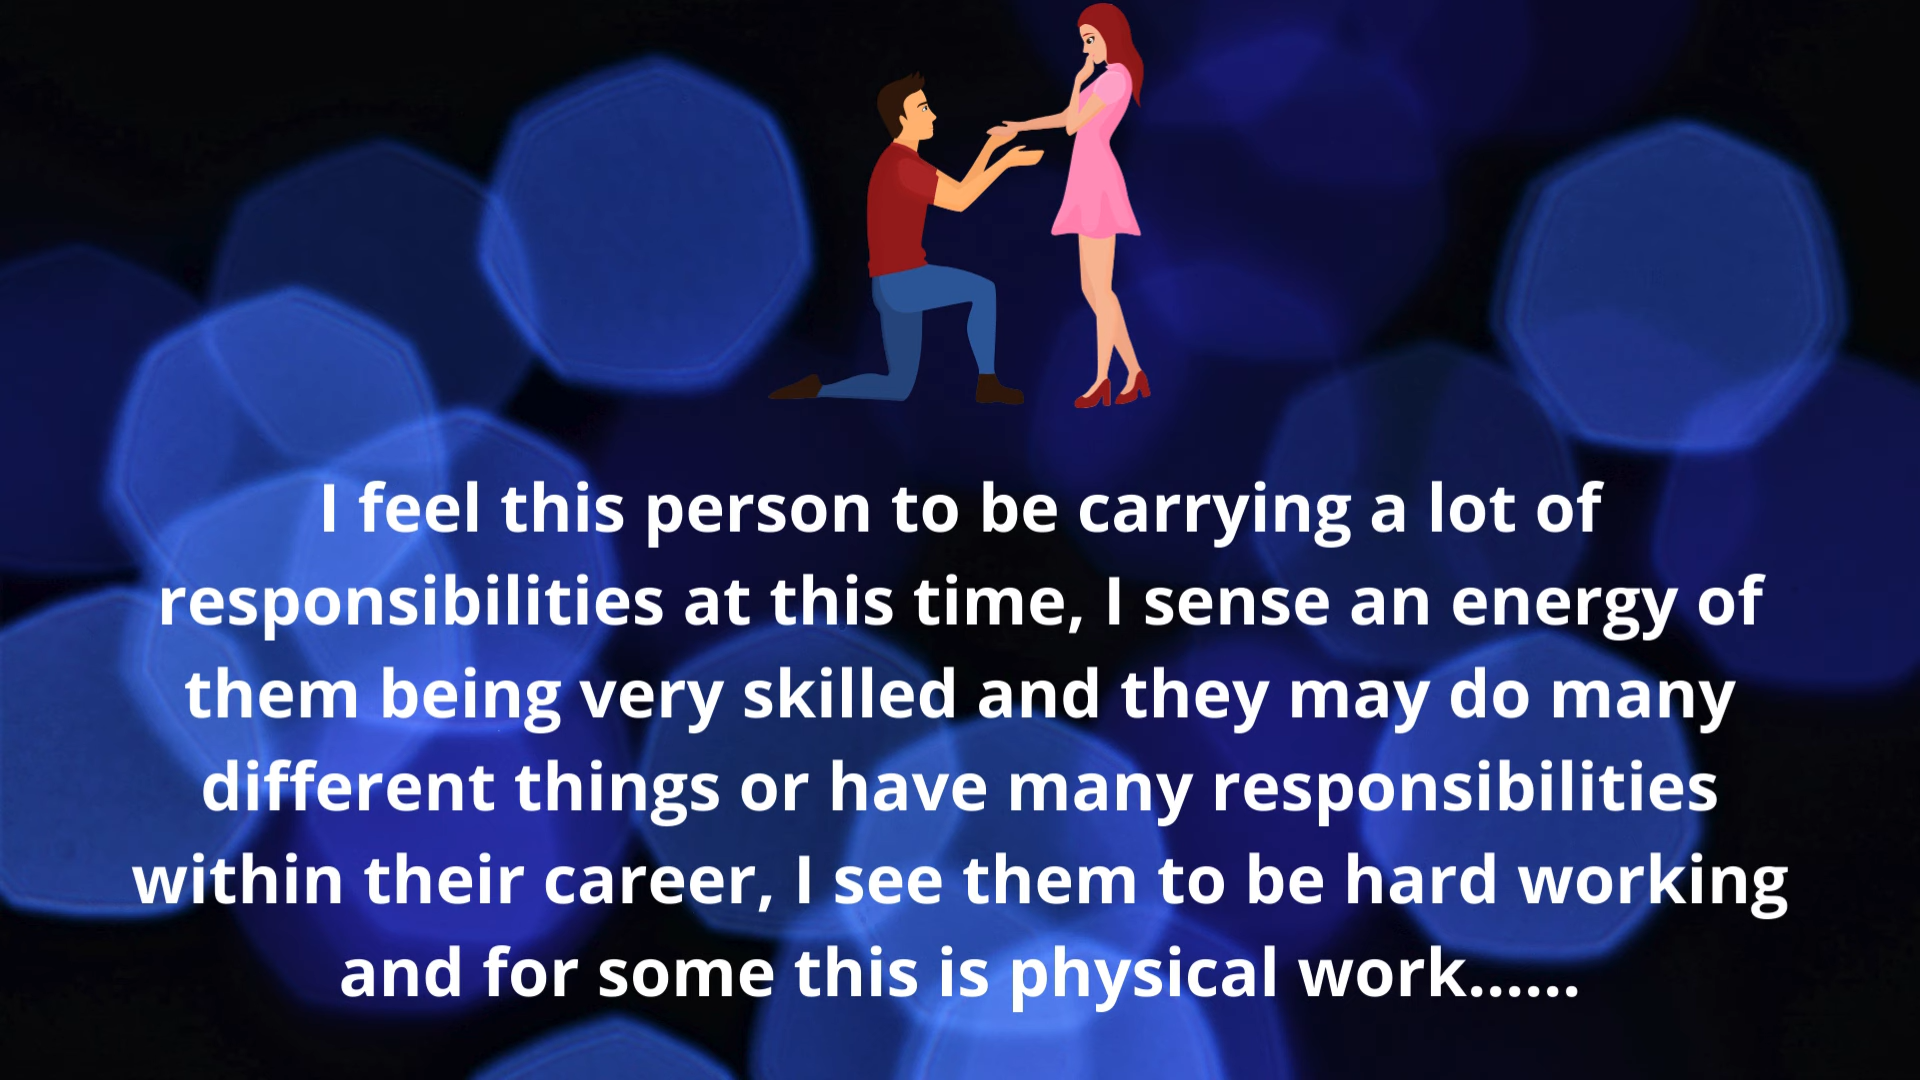 I feel this person to be carrying a lot of
responsibilities at this time, I sense an energy of
them being very skilled and they may do many
different things or have many responsibilities
within their career, I see them to be hard working
and for some this is physical work......